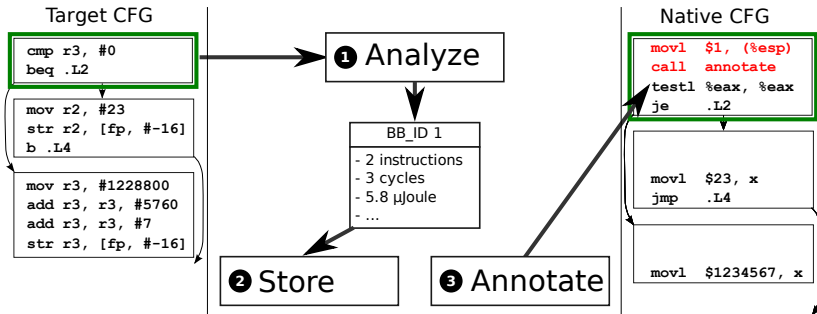 Target CFG
cmp r3, #0
beq .L2
mov r2, #23
str r2, [fp, #-16]
b .L4
mov r3, #1228800
add r3, r3, #5760
add r3, r3, #7
str r3, [fp, #-16]
1 Analyze
BB_ID 1
- 2 instructions
- 3 cycles
- 5.8 µJoule
- ...
2 Store
3 Annotate
Native CFG
movl $1, (%esp)
call annotate
testl %eax, %eax
je .L2
movl $23, x
jmp .L4
movl $1234567, x